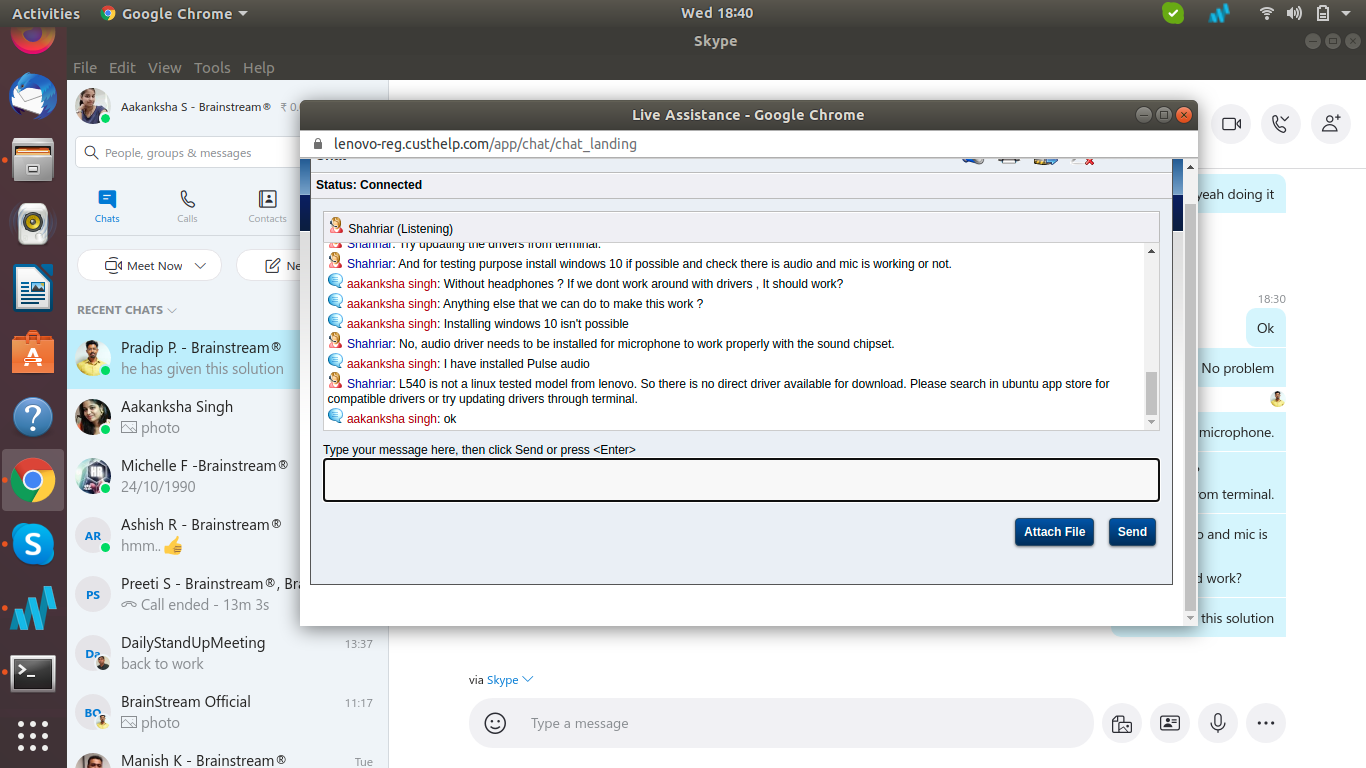 Activities
Google Chrome
Wed 18:40
Skype
File Edit View Tools Help
Aakanksha S - Brainstream® ₹ 0.
People, groups & messages
Chats Calls Contacts
Meet Now
RECENT CHATS
Pradip P. - Brainstream®
he has given this solution
Aakanksha Singh
photo
Michelle F -Brainstream®
24/10/1990
AR
Ashish R - Brainstream®
hmm..
PS
Preeti S - Brainstream®,
Call ended - 13m 3s
DailyStandUpMeeting 13:37
back to work
BrainStream Official 11:17
photo
Manish K - Brainstream® Tue
Live Assistance - Google Chrome
lenovo-reg.custhelp.com/app/chat/chat_landing
Status: Connected
Shahriar (Listening)
Shahriar: Try updating the drivers from terminal.
Shahriar: And for testing purpose install windows 10 if possible and check there is audio and mic is working or not.
aakanksha singh: Without headphones ? If we dont work around with drivers , It should work?
aakanksha singh: Anything else that we can do to make this work ?
aakanksha singh: Installing windows 10 isn't possible
Shahriar: No, audio driver needs to be installed for microphone to work properly with the sound chipset.
aakanksha singh: I have installed Pulse audio
Shahriar: L540 is not a linux tested model from lenovo. So there is no direct driver available for download. Please search in ubuntu app store for
compatible drivers or try updating drivers through terminal.
aakanksha singh: ok
Type your message here, then click Send or press <Enter>
Attach File Send
yeah doing it
18:30
Ok
No problem
microphone.
om terminal.
o and mic is
d work?
this solution
via Skype
Type a message